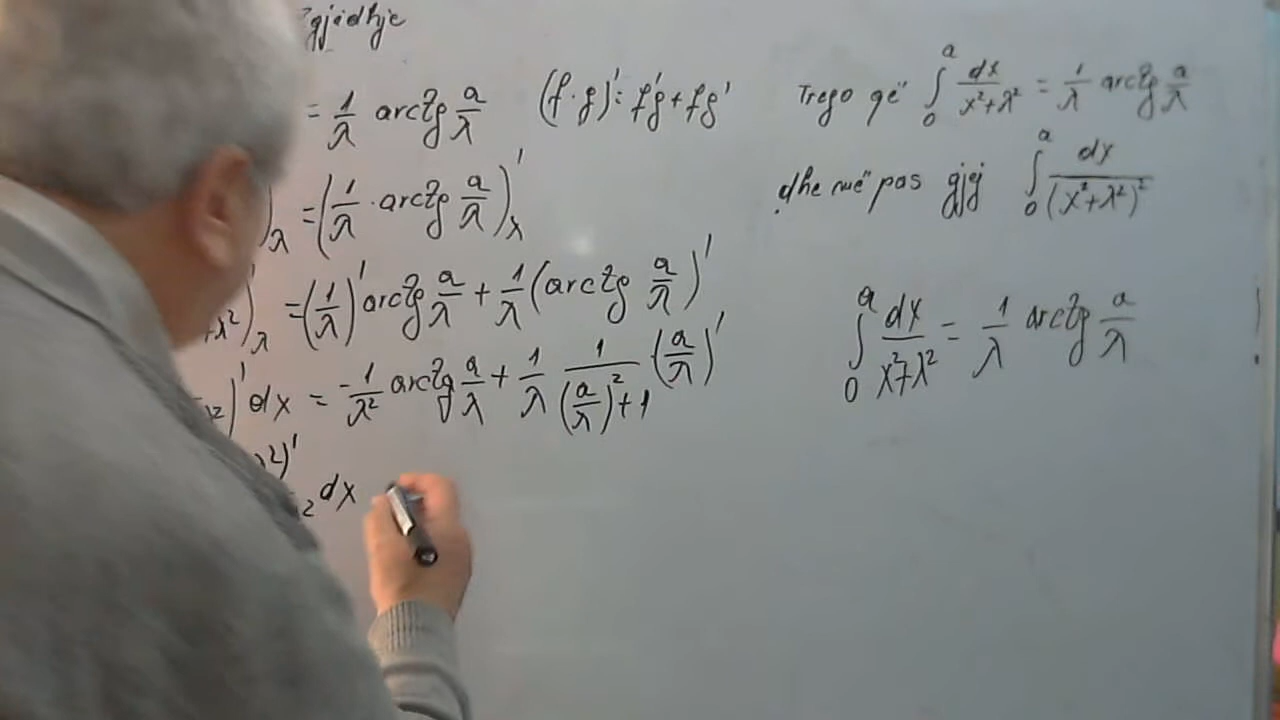 zgjidhje
= 1/λ arctg a/λ (f·g)' = f'g + fg'
)λ = (1/λ · arctg a/λ)'λ
+λ²)'λ = (1/λ)' arctg a/λ + 1/λ (arctg a/λ)'
)' dx = -1/λ² arctg a/λ + 1/λ 1/((a/λ)²+1) (a/λ)'
²)'
2 dx
Trego që ∫₀ᵃ dx/(x²+λ²) = 1/λ arctg a/λ
dhe më pas gjej ∫₀ᵃ dx/(x²+λ²)²
∫₀ᵃ dx/(x²+λ²) = 1/λ arctg a/λ